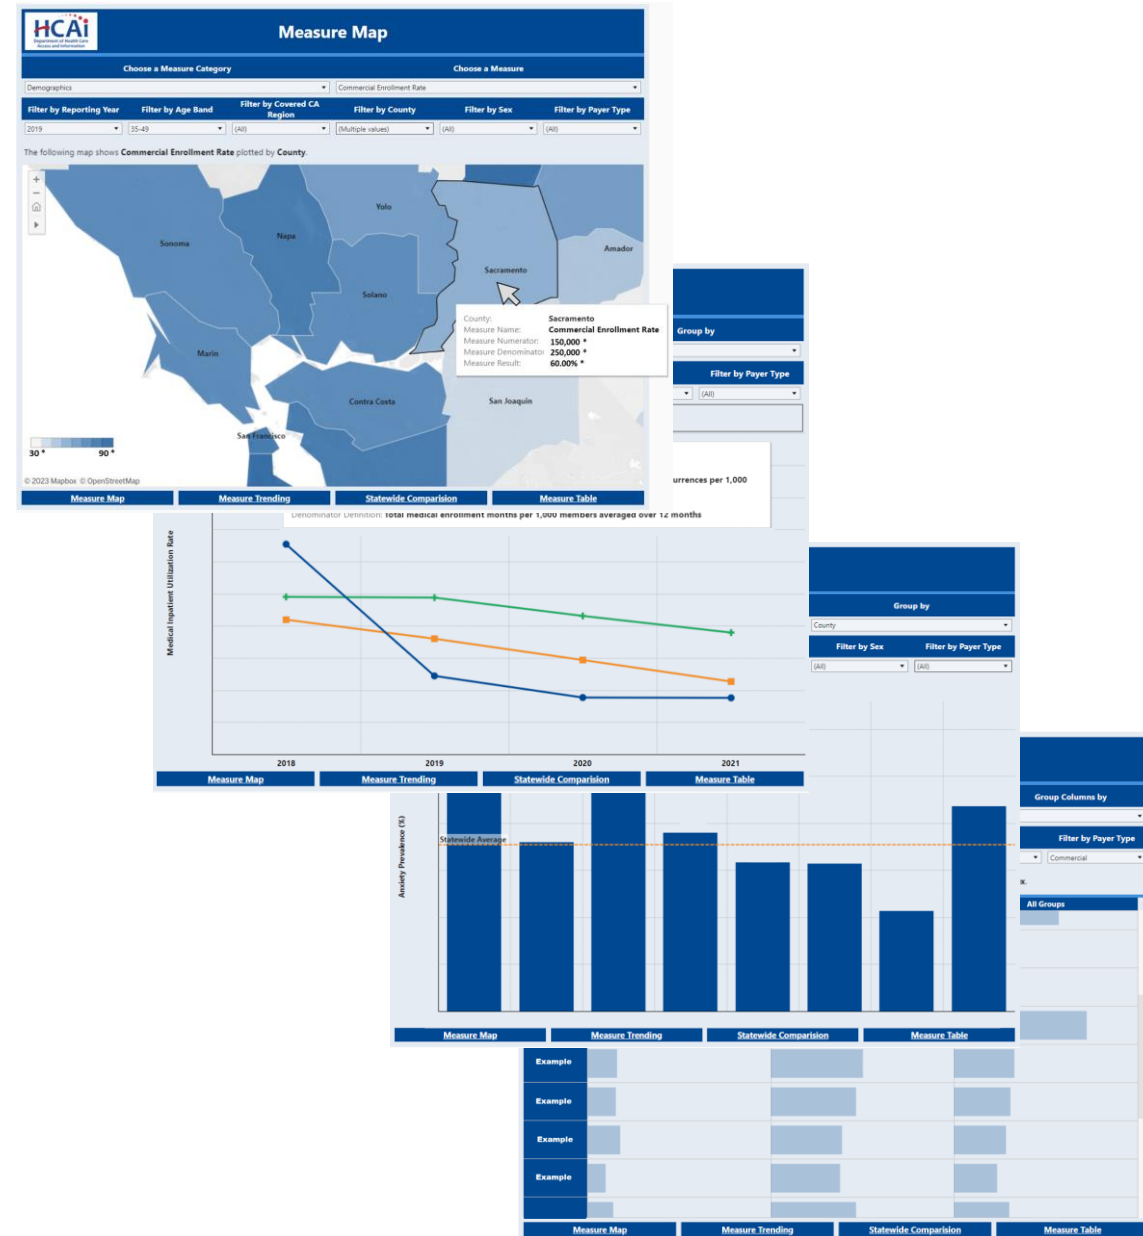 HCAi
Department of Health Care
Access and Information
Measure Map
Choose a Measure Category
Choose a Measure
Demographics
Commercial Enrollment Rate
Filter by Reporting Year
Filter by Age Band
Filter by Covered CA
Region
Filter by County
Filter by Sex
Filter by Payer Type
2019
35-49
(All)
(Multiple values)
(All)
(All)
The following map shows Commercial Enrollment Rate plotted by County.
Yolo
Sonoma
Napa
Amador
Sacramento
Solano
County: Sacramento
Measure Name: Commercial Enrollment Rate
Measure Numerator: 150,000 *
Measure Denominato 250,000 *
Measure Result: 60.00% *
Marin
Contra Costa
San Joaquin
San Francisco
30 *
90 *
© 2023 Mapbox © OpenStreetMap
Measure Map
Measure Trending
Statewide Comparision
Measure Table
Group by
Filter by Payer Type
(All)
urrences per 1,000
Denominator Definition: Total medical enrollment months per 1,000 members averaged over 12 months
Medical Inpatient Utilization Rate
2018
2019
2020
2021
Measure Map
Measure Trending
Statewide Comparision
Measure Table
Group by
County
Filter by Sex
Filter by Payer Type
(All)
(All)
Anxiety Prevalence (%)
Statewide Average
Measure Map
Measure Trending
Statewide Comparision
Measure Table
Group Columns by
Filter by Payer Type
Commercial
x.
All Groups
Example
Example
Example
Example
Measure Map
Measure Trending
Statewide Comparision
Measure Table